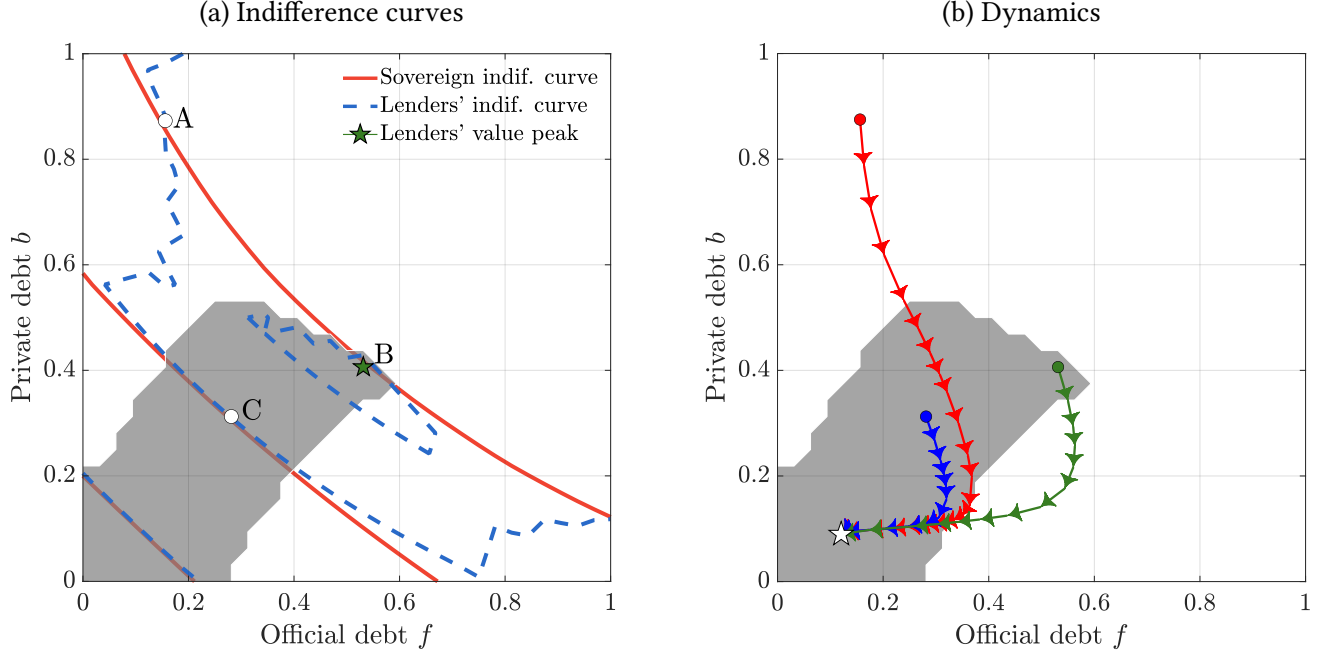 (a) Indifference curves
1
0.8
0.6
0.4
0.2
0
0
0.2
0.4
0.6
0.8
1
Private debt b
Official debt f
Sovereign indif. curve
Lenders' indif. curve
Lenders' value peak
A
B
C
(b) Dynamics
1
0.8
0.6
0.4
0.2
0
0
0.2
0.4
0.6
0.8
1
Private debt b
Official debt f